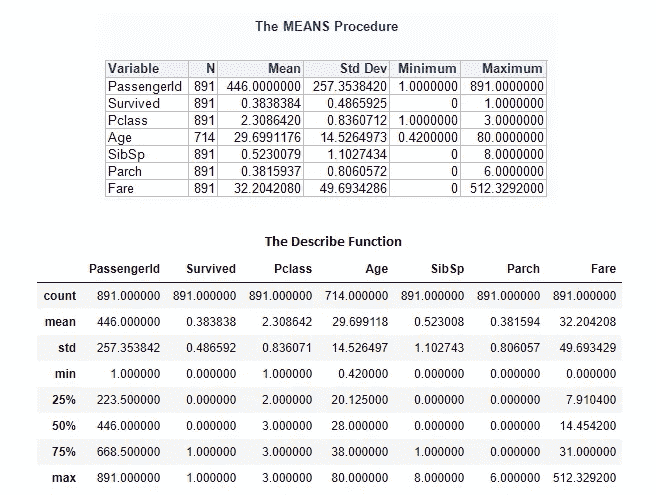 The MEANS Procedure
Variable N Mean Std Dev Minimum Maximum
PassengerId 891 446.0000000 257.3538420 1.0000000 891.0000000
Survived 891 0.3838384 0.4865925 0 1.0000000
Pclass 891 2.3086420 0.8360712 1.0000000 3.0000000
Age 714 29.6991176 14.5264973 0.4200000 80.0000000
SibSp 891 0.5230079 1.1027434 0 8.0000000
Parch 891 0.3815937 0.8060572 0 6.0000000
Fare 891 32.2042080 49.6934286 0 512.3292000
The Describe Function
PassengerId Survived Pclass Age SibSp Parch Fare
count 891.000000 891.000000 891.000000 714.000000 891.000000 891.000000 891.000000
mean 446.000000 0.383838 2.308642 29.699118 0.523008 0.381594 32.204208
std 257.353842 0.486592 0.836071 14.526497 1.102743 0.806057 49.693429
min 1.000000 0.000000 1.000000 0.420000 0.000000 0.000000 0.000000
25% 223.500000 0.000000 2.000000 20.125000 0.000000 0.000000 7.910400
50% 446.000000 0.000000 3.000000 28.000000 0.000000 0.000000 14.454200
75% 668.500000 1.000000 3.000000 38.000000 1.000000 0.000000 31.000000
max 891.000000 1.000000 3.000000 80.000000 8.000000 6.000000 512.329200